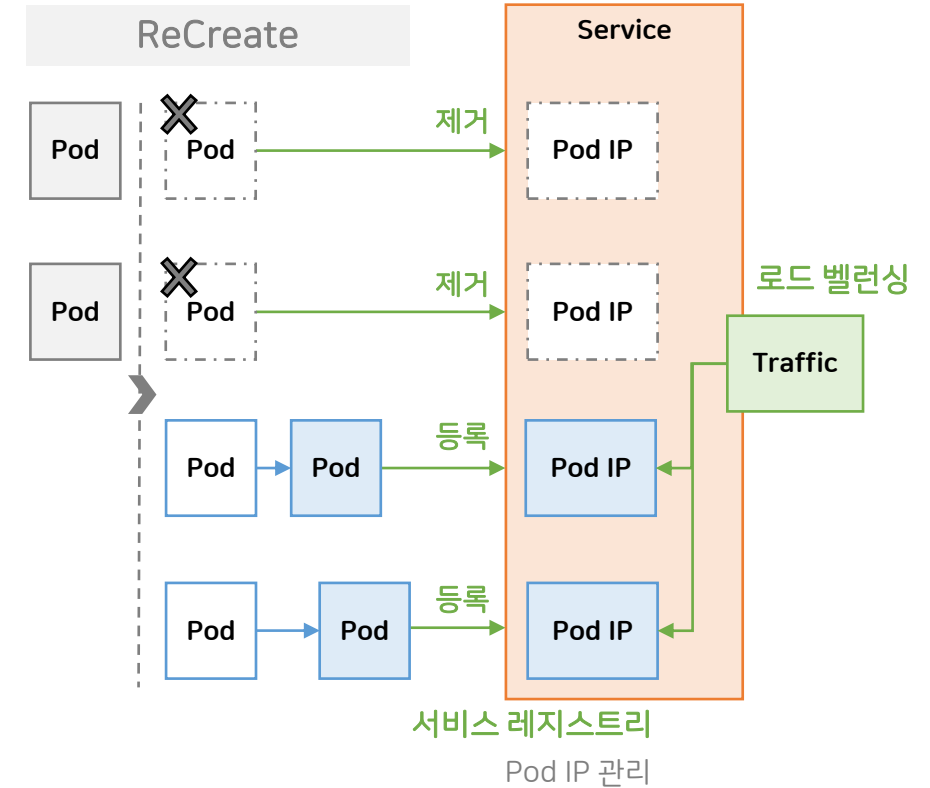 ReCreate
Service
Pod
Pod
제거
Pod IP
Pod
Pod
제거
Pod IP
로드 벨런싱
Traffic
Pod
Pod
등록
Pod IP
Pod
Pod
등록
Pod IP
서비스 레지스트리
Pod IP 관리